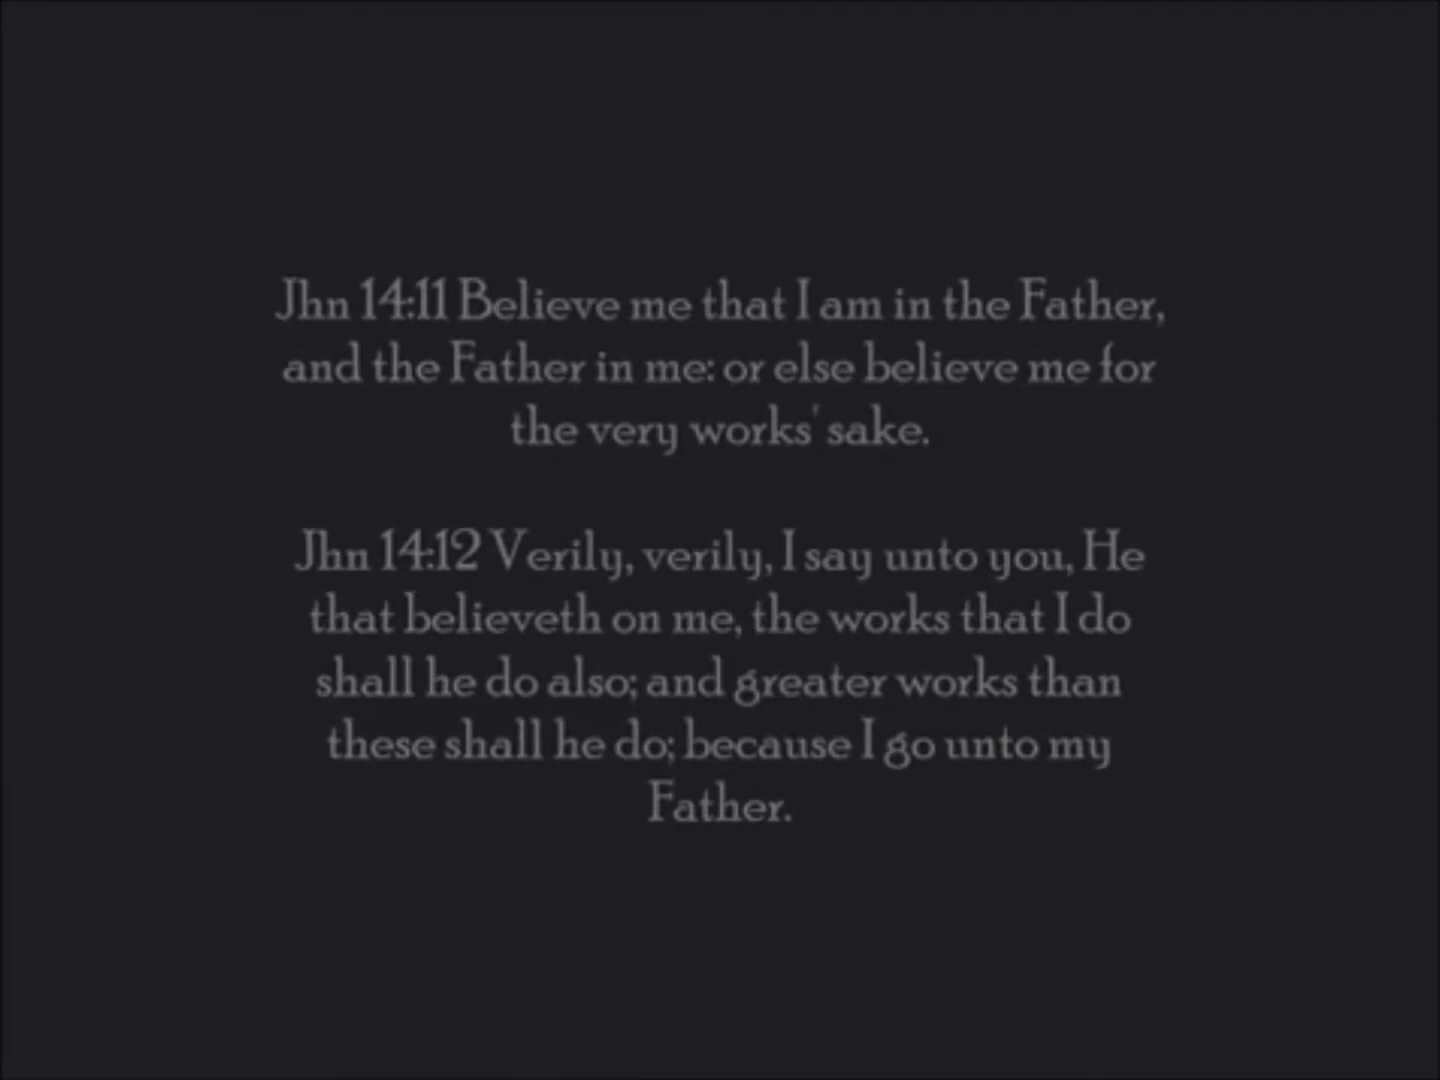 Jhn 14:11 Believe me that I am in the Father,
and the Father in me: or else believe me for
the very works' sake.
Jhn 14:12 Verily, verily, I say unto you, He
that believeth on me, the works that I do
shall he do also; and greater works than
these shall he do; because I go unto my
Father.